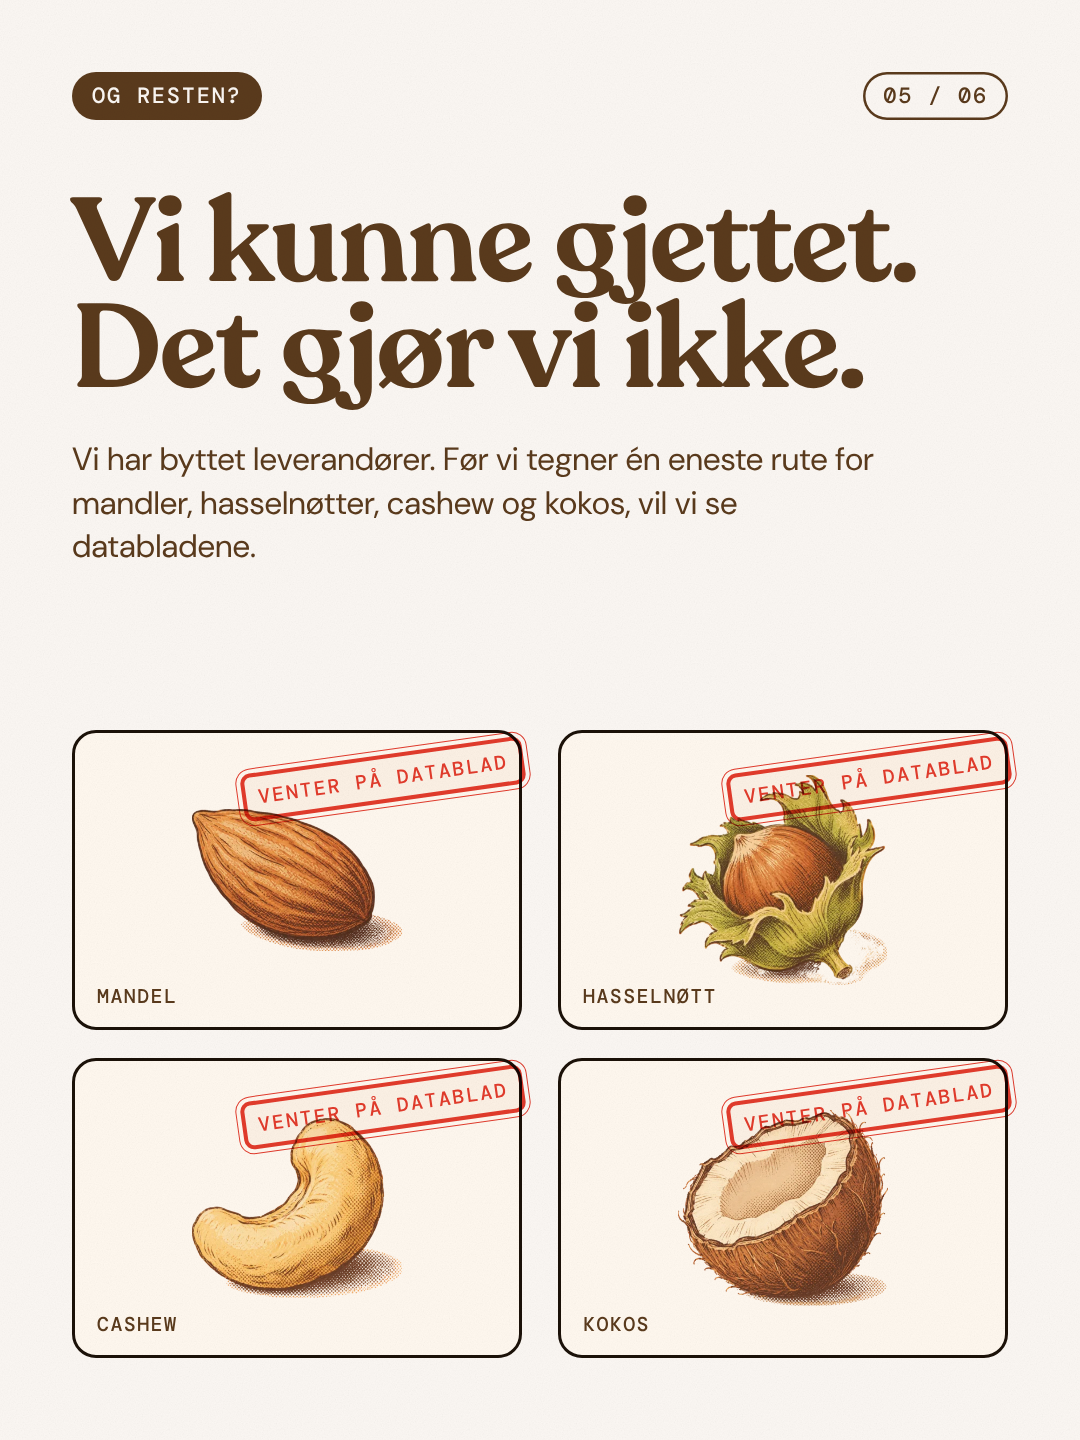 OG RESTEN?
05 / 06
Vi kunne gjettet.
Det gjør vi ikke.
Vi har byttet leverandører. Før vi tegner én eneste rute for
mandler, hasselnøtter, cashew og kokos, vil vi se
databladene.
VENTER PÅ DATABLAD
MANDEL
VENTER PÅ DATABLAD
HASSELNØTT
VENTER PÅ DATABLAD
CASHEW
VENTER PÅ DATABLAD
KOKOS